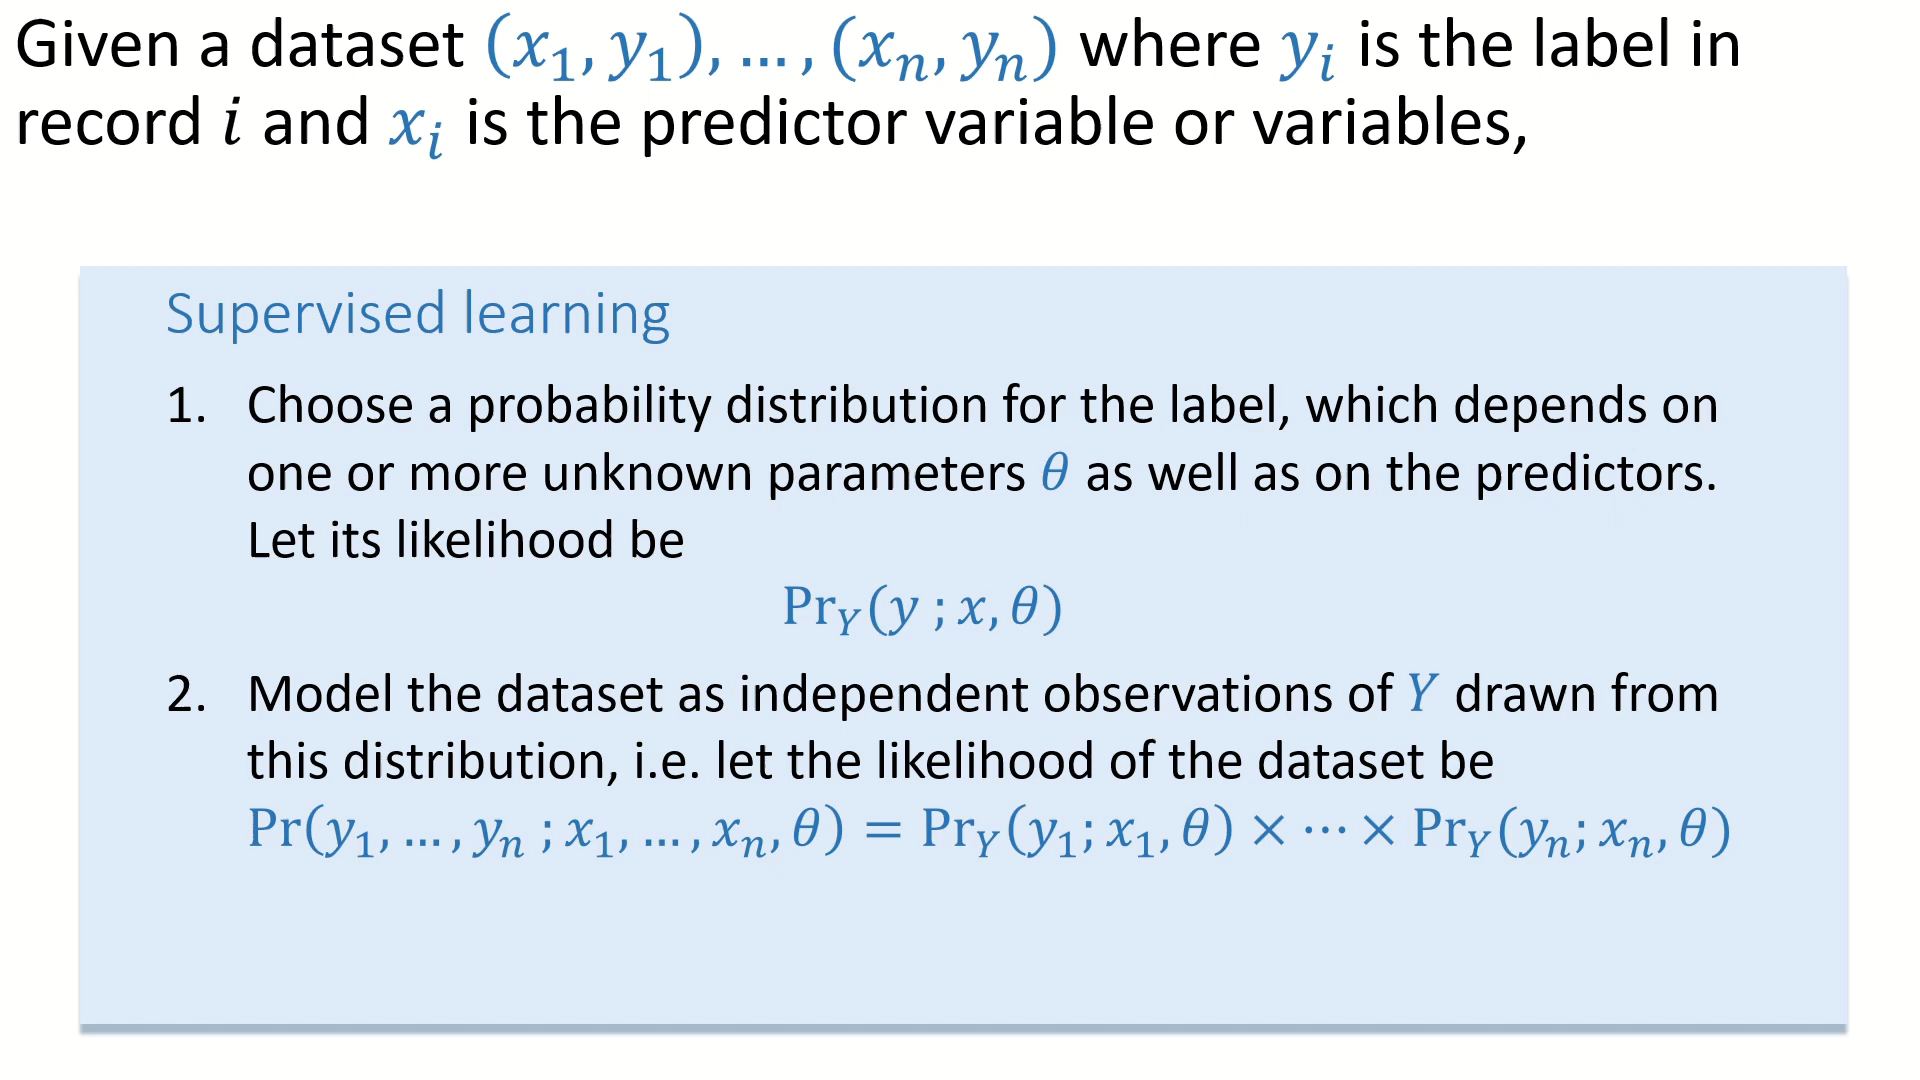 Given a dataset (x₁, y₁), … , (xₙ, yₙ) where yᵢ is the label in
record i and xᵢ is the predictor variable or variables,
Supervised learning
1. Choose a probability distribution for the label, which depends on
one or more unknown parameters θ as well as on the predictors.
Let its likelihood be
Pr_Y(y ; x, θ)
2. Model the dataset as independent observations of Y drawn from
this distribution, i.e. let the likelihood of the dataset be
Pr(y₁, … , yₙ ; x₁, … , xₙ, θ) = Pr_Y(y₁; x₁, θ) × ⋯ × Pr_Y(yₙ; xₙ, θ)